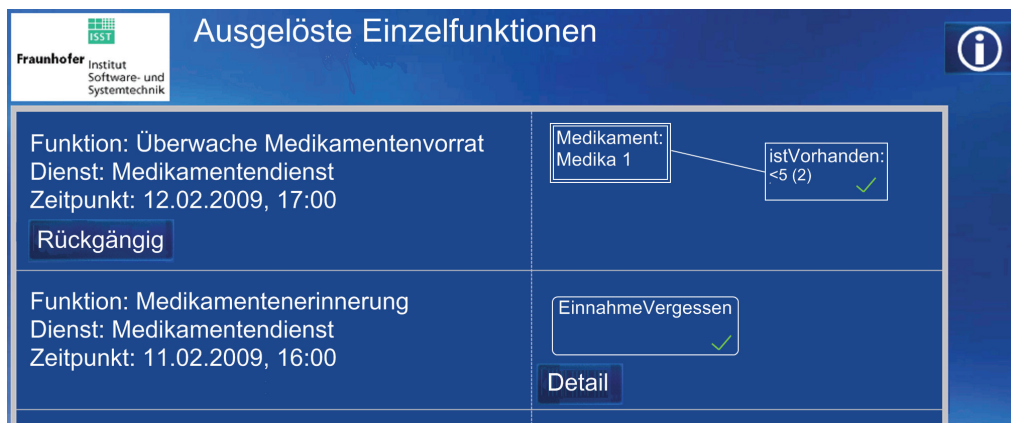 ISST
Fraunhofer Institut
Software- und
Systemtechnik
Ausgelöste Einzelfunktionen
i
Funktion: Überwache Medikamentenvorrat
Dienst: Medikamentendienst
Zeitpunkt: 12.02.2009, 17:00
Rückgängig
Medikament:
Medika 1
istVorhanden:
<5 (2)
Funktion: Medikamentenerinnerung
Dienst: Medikamentendienst
Zeitpunkt: 11.02.2009, 16:00
EinnahmeVergessen
Detail